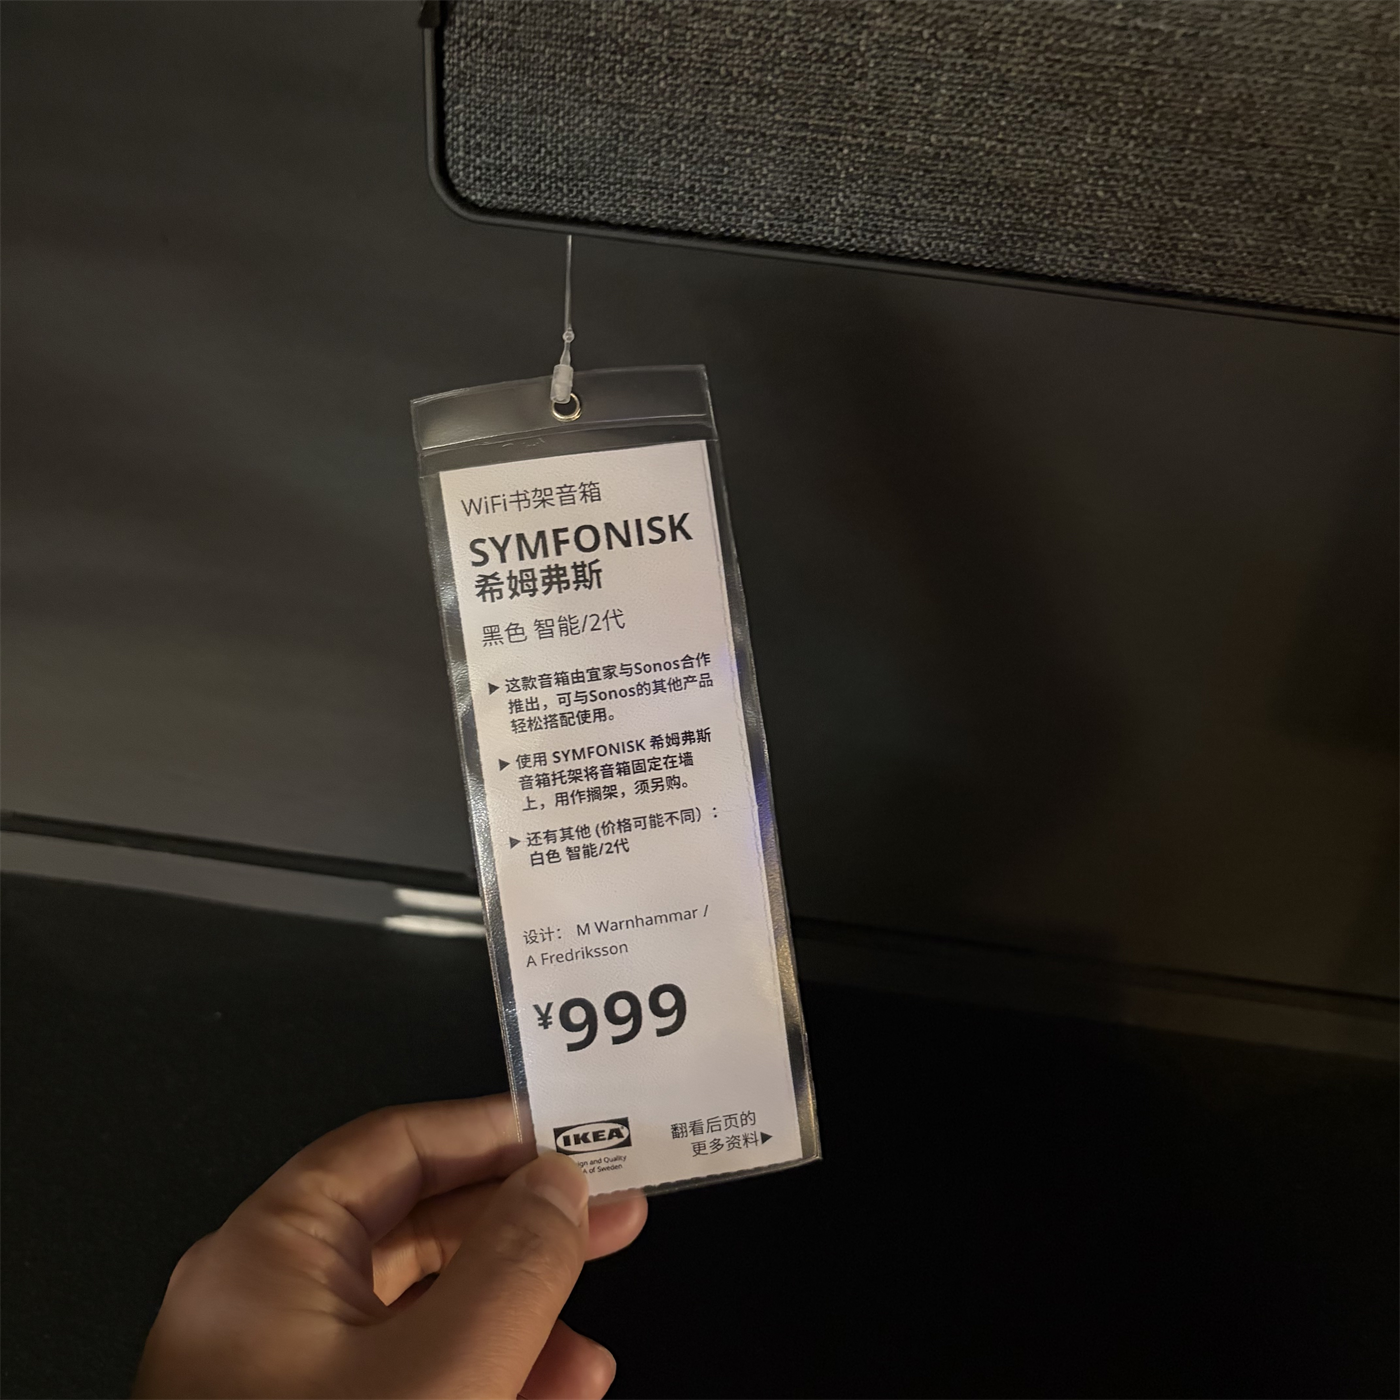 WiFi书架音箱
SYMFONISK
希姆弗斯
黑色 智能/2代
▶ 这款音箱由宜家与Sonos合作
推出，可与Sonos的其他产品
轻松搭配使用。
▶ 使用 SYMFONISK 希姆弗斯
音箱托架将音箱固定在墙
上，用作搁架，须另购。
▶ 还有其他 (价格可能不同）：
白色 智能/2代
设计： M Warnhammar /
A Fredriksson
¥999
IKEA
and Quality
of Sweden
翻看后页的
更多资料▶